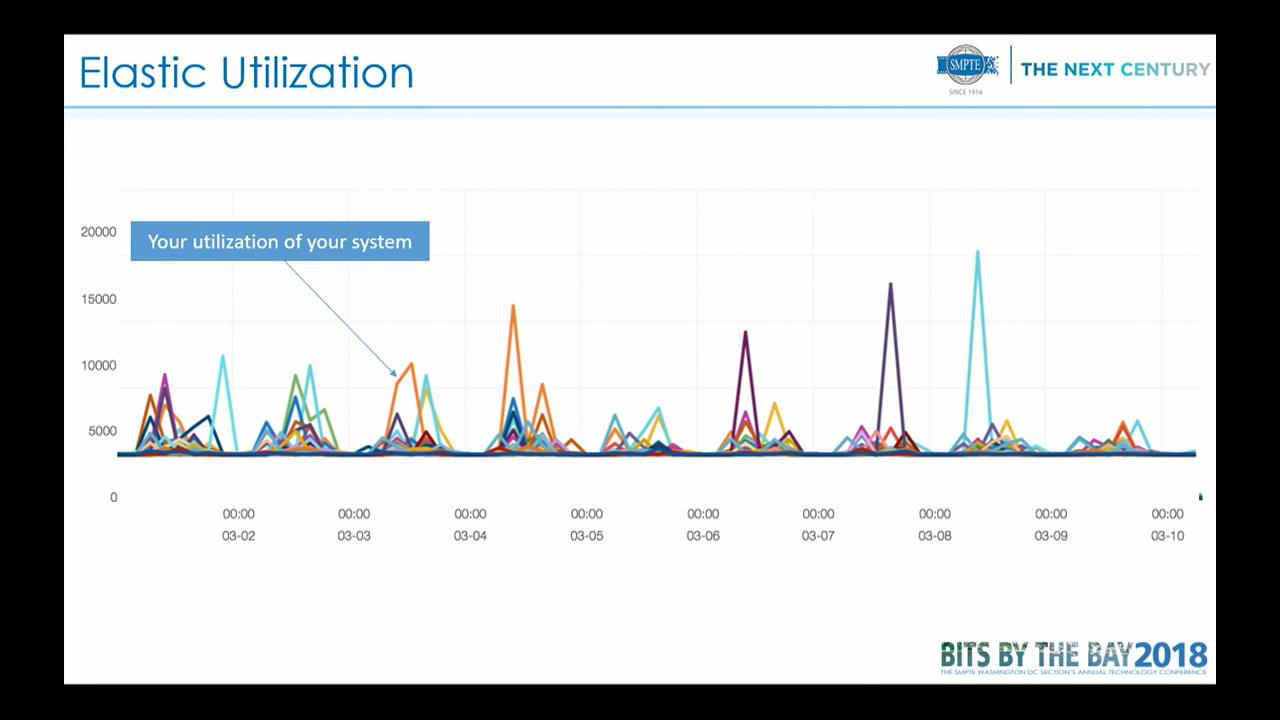 Elastic Utilization
SMPTE
SINCE 1916
THE NEXT CENTURY
20000
Your utilization of your system
15000
10000
5000
0
00:00 00:00 00:00 00:00 00:00 00:00 00:00 00:00 00:00
03-02 03-03 03-04 03-05 03-06 03-07 03-08 03-09 03-10
BITS BY THE BAY 2018
THE SMPTE WASHINGTON DC SECTION'S ANNUAL TECHNOLOGY CONFERENCE